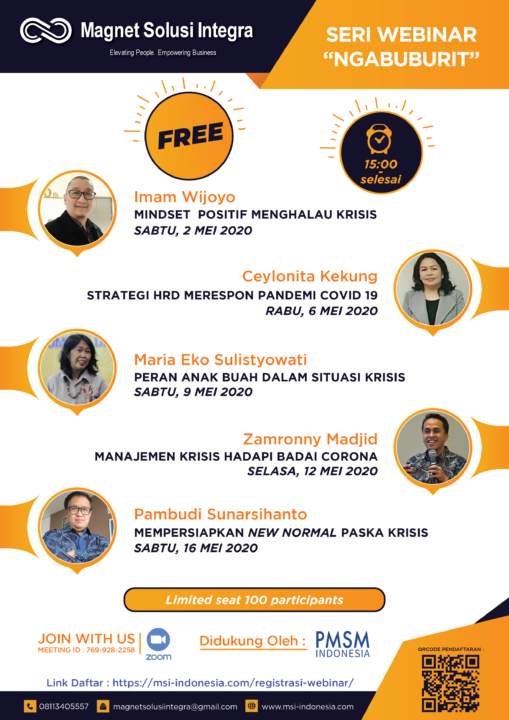 Magnet Solusi Integra
Elevating People. Empowering Business
SERI WEBINAR
“NGABUBURIT”
FREE
15:00
-
selesai
Imam Wijoyo
MINDSET POSITIF MENGHALAU KRISIS
SABTU, 2 MEI 2020
Ceylonita Kekung
STRATEGI HRD MERESPON PANDEMI COVID 19
RABU, 6 MEI 2020
Maria Eko Sulistyowati
PERAN ANAK BUAH DALAM SITUASI KRISIS
SABTU, 9 MEI 2020
Zamronny Madjid
MANAJEMEN KRISIS HADAPI BADAI CORONA
SELASA, 12 MEI 2020
Pambudi Sunarsihanto
MEMPERSIAPKAN NEW NORMAL PASKA KRISIS
SABTU, 16 MEI 2020
Limited seat 100 participants
JOIN WITH US
MEETING ID : 769-928-2258
zoom
Didukung Oleh :
PMSM
INDONESIA
QRCODE PENDAFTARAN :
Link Daftar : https://msi-indonesia.com/registrasi-webinar/
08113405557
magnetsolusiintegra@gmail.com
www.msi-indonesia.com